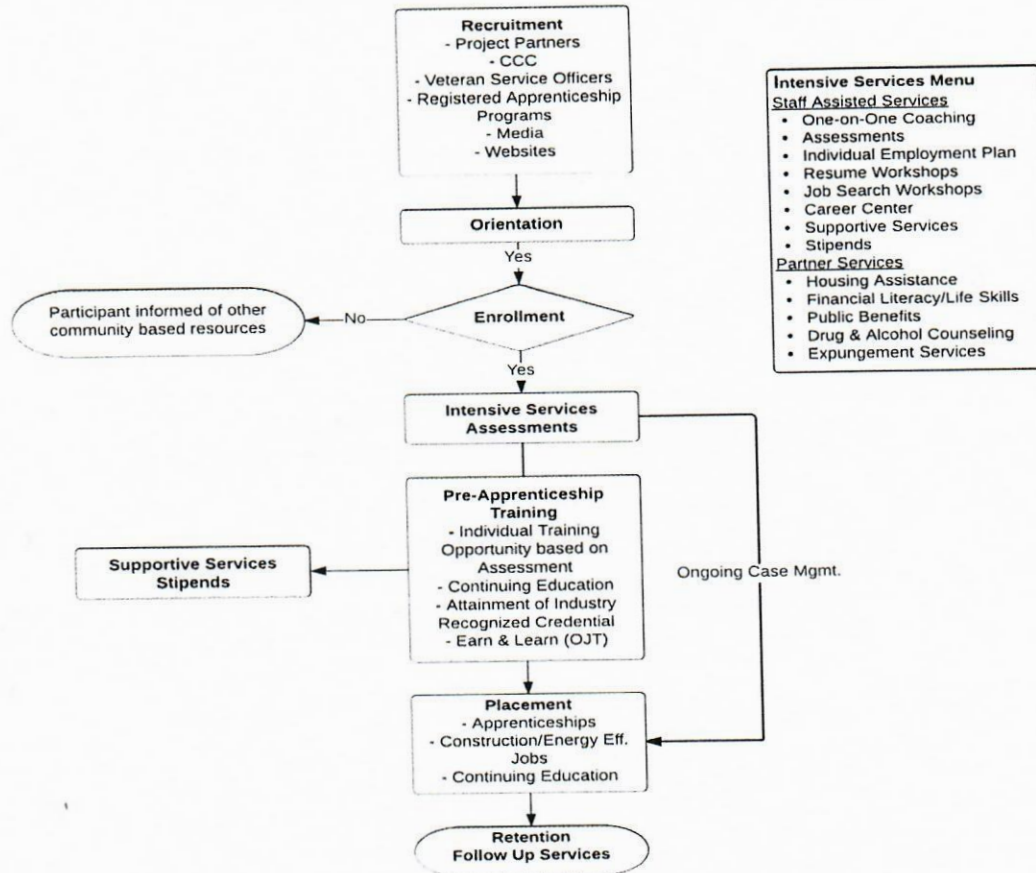 Recruitment
- Project Partners
- CCC
- Veteran Service Officers
- Registered Apprenticeship
Programs
- Media
- Websites
Orientation
Yes
Enrollment
No
Participant informed of other
community based resources
Yes
Intensive Services
Assessments
Pre-Apprenticeship
Training
- Individual Training
Opportunity based on
Assessment
- Continuing Education
- Attainment of Industry
Recognized Credential
- Earn & Learn (OJT)
Supportive Services
Stipends
Ongoing Case Mgmt.
Placement
- Apprenticeships
- Construction/Energy Eff.
Jobs
- Continuing Education
Retention
Follow Up Services
Intensive Services Menu
Staff Assisted Services
• One-on-One Coaching
• Assessments
• Individual Employment Plan
• Resume Workshops
• Job Search Workshops
• Career Center
• Supportive Services
• Stipends
Partner Services
• Housing Assistance
• Financial Literacy/Life Skills
• Public Benefits
• Drug & Alcohol Counseling
• Expungement Services